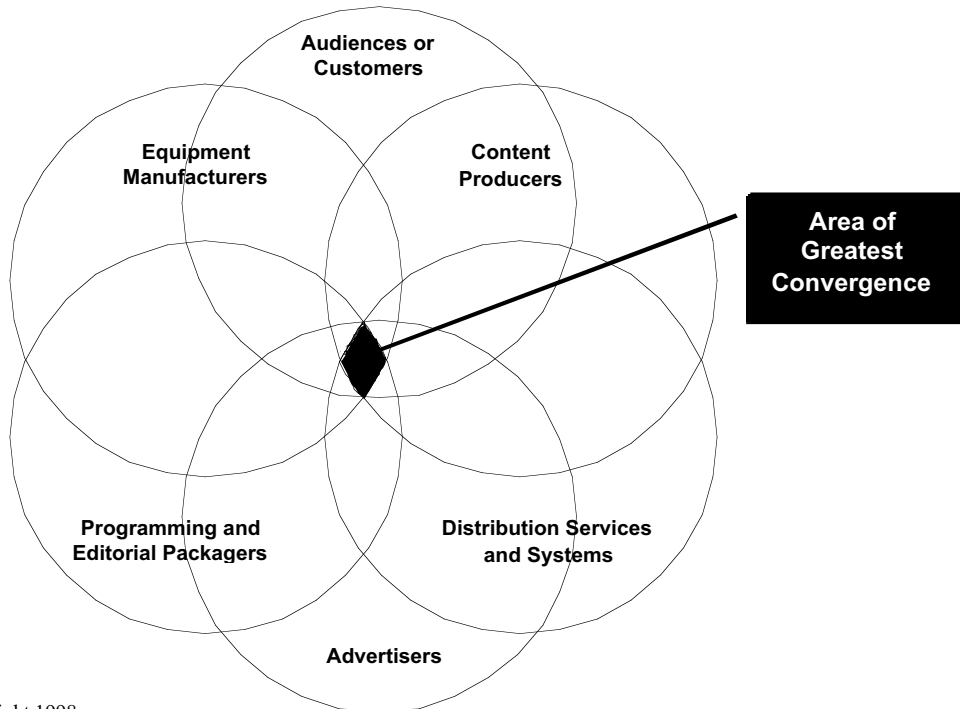 Audiences or
Customers
Equipment
Manufacturers
Content
Producers
Area of
Greatest
Convergence
Programming and
Editorial Packagers
Distribution Services
and Systems
Advertisers